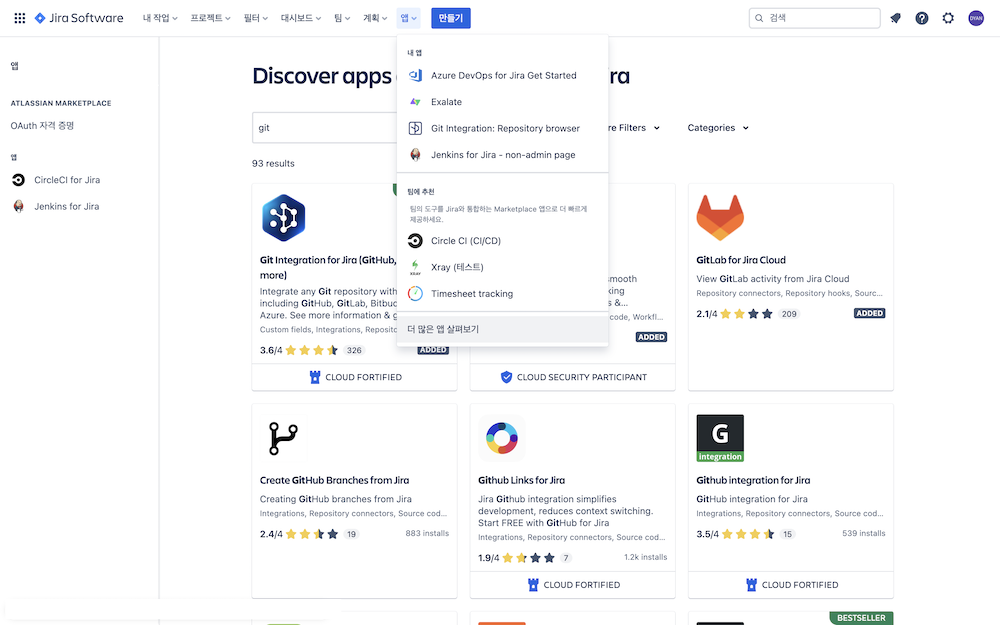 Jira Software
내 작업
프로젝트
필터
대시보드
팀
계획
앱
만들기
검색
DYAN
앱
ATLASSIAN MARKETPLACE
OAuth 자격 증명
앱
CircleCI for Jira
Jenkins for Jira
내 앱
Azure DevOps for Jira Get Started
Exalate
Git Integration: Repository browser
Jenkins for Jira - non-admin page
팀에 추천
팀의 도구를 Jira와 통합하는 Marketplace 앱으로 더 빠르게
제공하세요.
Circle CI (CI/CD)
XRAY
Xray (테스트)
Timesheet tracking
더 많은 앱 살펴보기
Discover apps
ra
git
re Filters
Categories
93 results
Git Integration for Jira (GitHub,
more)
Integrate any Git repository with
including GitHub, GitLab, Bitbuc
Azure. See more information & g
Custom fields, Integrations, Reposito
3.6/4
326
ADDED
CLOUD FORTIFIED
smooth
king
s &...
code, Workfl...
ADDED
CLOUD SECURITY PARTICIPANT
GitLab for Jira Cloud
View GitLab activity from Jira Cloud
Repository connectors, Repository hooks, Sourc...
2.1/4
209
ADDED
Create GitHub Branches from Jira
Creating GitHub branches from Jira
Integrations, Repository connectors, Source cod...
2.4/4
19
883 installs
Github Links for Jira
Jira Github integration simplifies
development, reduces context switching.
Start FREE with GitHub for Jira
Integrations, Repository connectors, Source cod...
1.9/4
7
1.2k installs
CLOUD FORTIFIED
G
integration
Github integration for Jira
GitHub integration for Jira
Integrations, Repository connectors, Source cod...
3.5/4
15
539 installs
CLOUD FORTIFIED
BESTSELLER